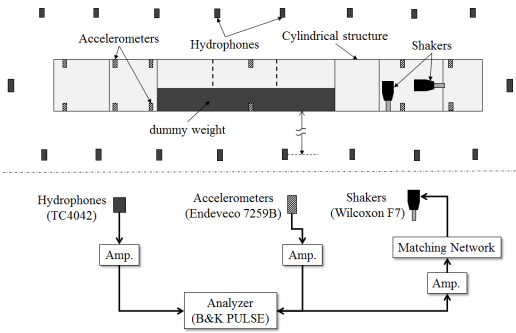 Accelerometers
Hydrophones
Cylindrical structure
Shakers
dummy weight
Hydrophones
(TC4042)
Accelerometers
(Endeveco 7259B)
Shakers
(Wilcoxon F7)
Matching Network
Amp.
Amp.
Amp.
Analyzer
(B&K PULSE)